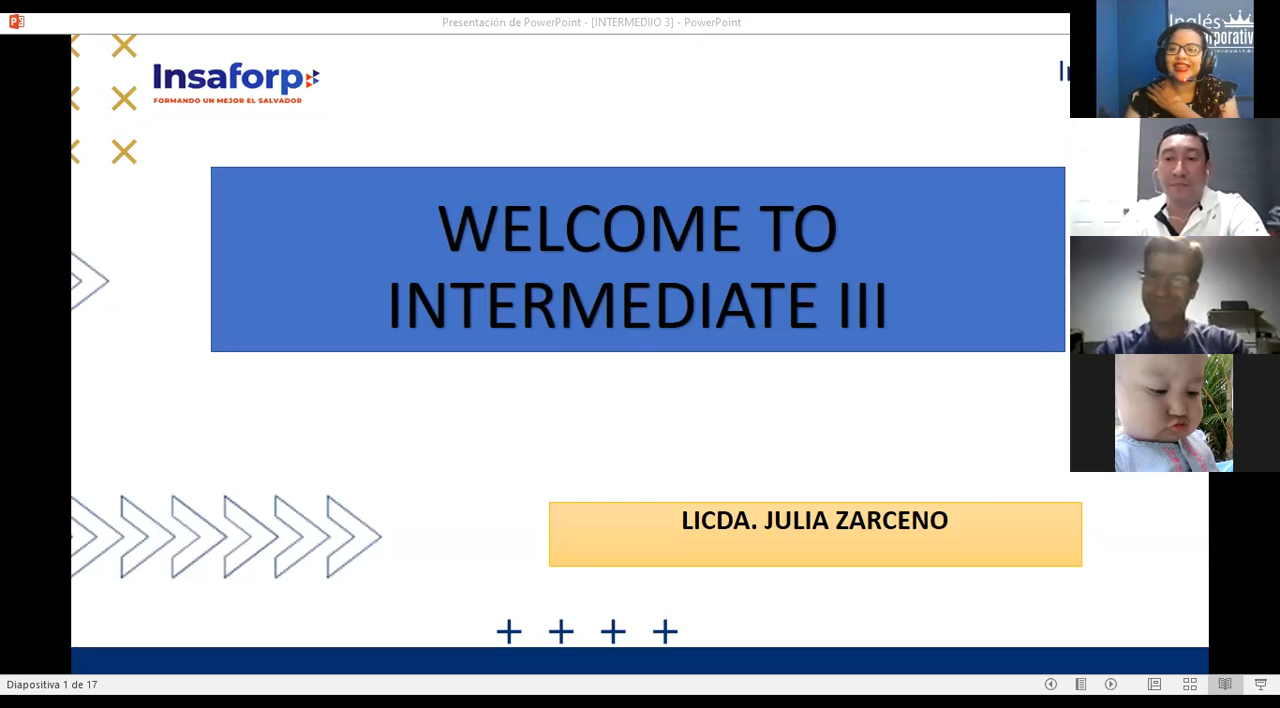 Presentación de PowerPoint - [INTERMEDIIO 3] - PowerPoint
Inglés
Insaforp
FORMANDO UN MEJOR EL SALVADOR
WELCOME TO
INTERMEDIATE III
LICDA. JULIA ZARCENO
Diapositiva 1 de 17